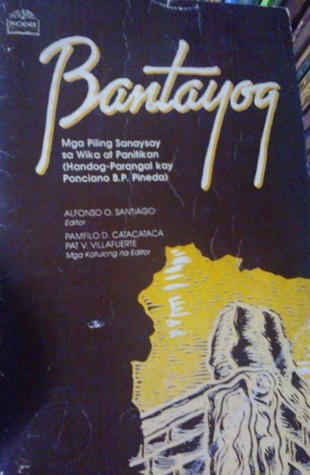 PHOENIX
Bantayog
Mga Piling Sanaysay
sa Wika at Panitikan
(Handog-Parangal kay
Ponciano B.P. Pineda)
ALFONSO O. SANTIAGO
Editor
PAMFILO D. CATACATACA
PAT V. VILLAFUERTE
Mga Katulong na Editor